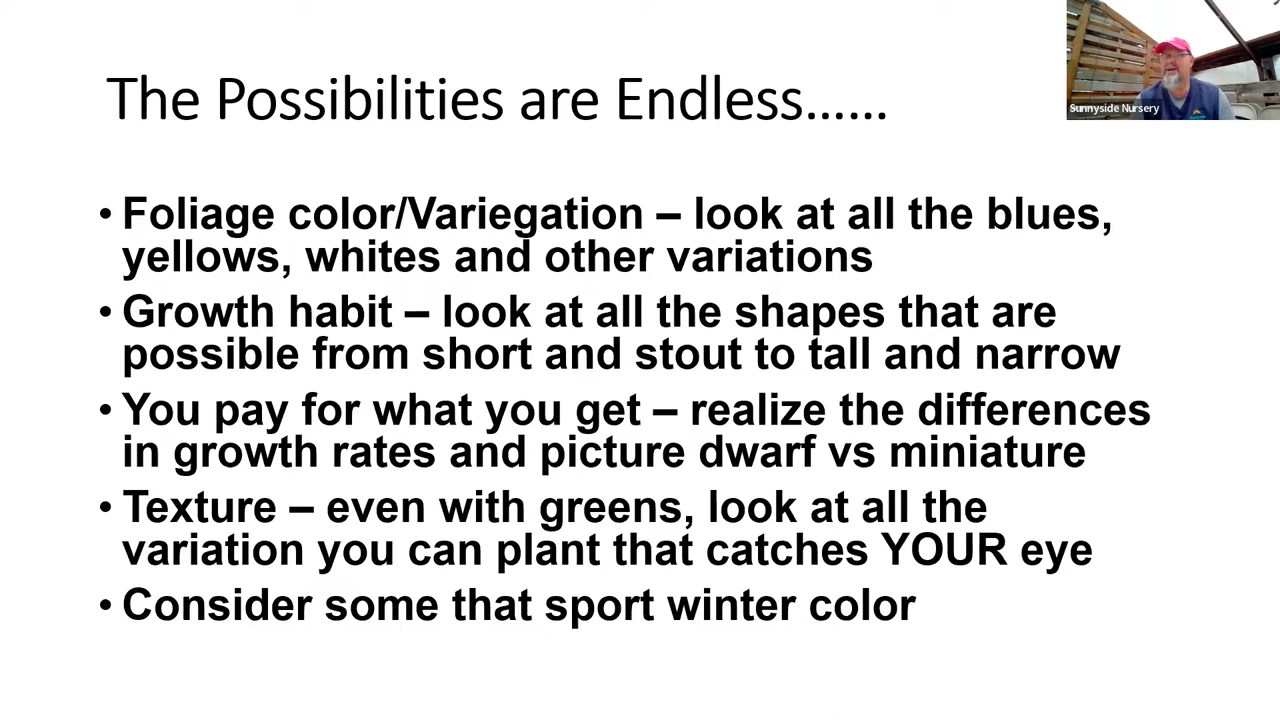 The Possibilities are Endless......
Sunnyside Nursery
• Foliage color/Variegation – look at all the blues,
yellows, whites and other variations
• Growth habit – look at all the shapes that are
possible from short and stout to tall and narrow
• You pay for what you get – realize the differences
in growth rates and picture dwarf vs miniature
• Texture – even with greens, look at all the
variation you can plant that catches YOUR eye
• Consider some that sport winter color